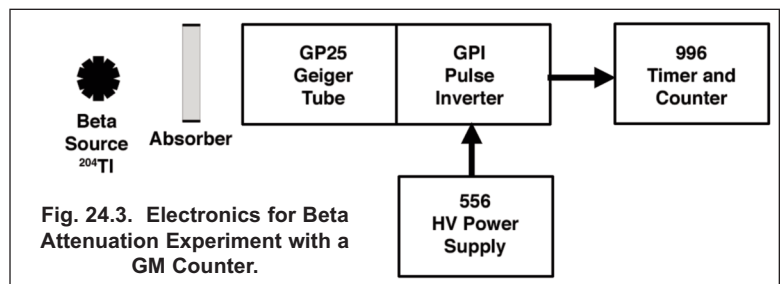 Beta
Source
²⁰⁴Tl
Absorber
GP25
Geiger
Tube
GPI
Pulse
Inverter
996
Timer and
Counter
556
HV Power
Supply
Fig. 24.3. Electronics for Beta
Attenuation Experiment with a
GM Counter.